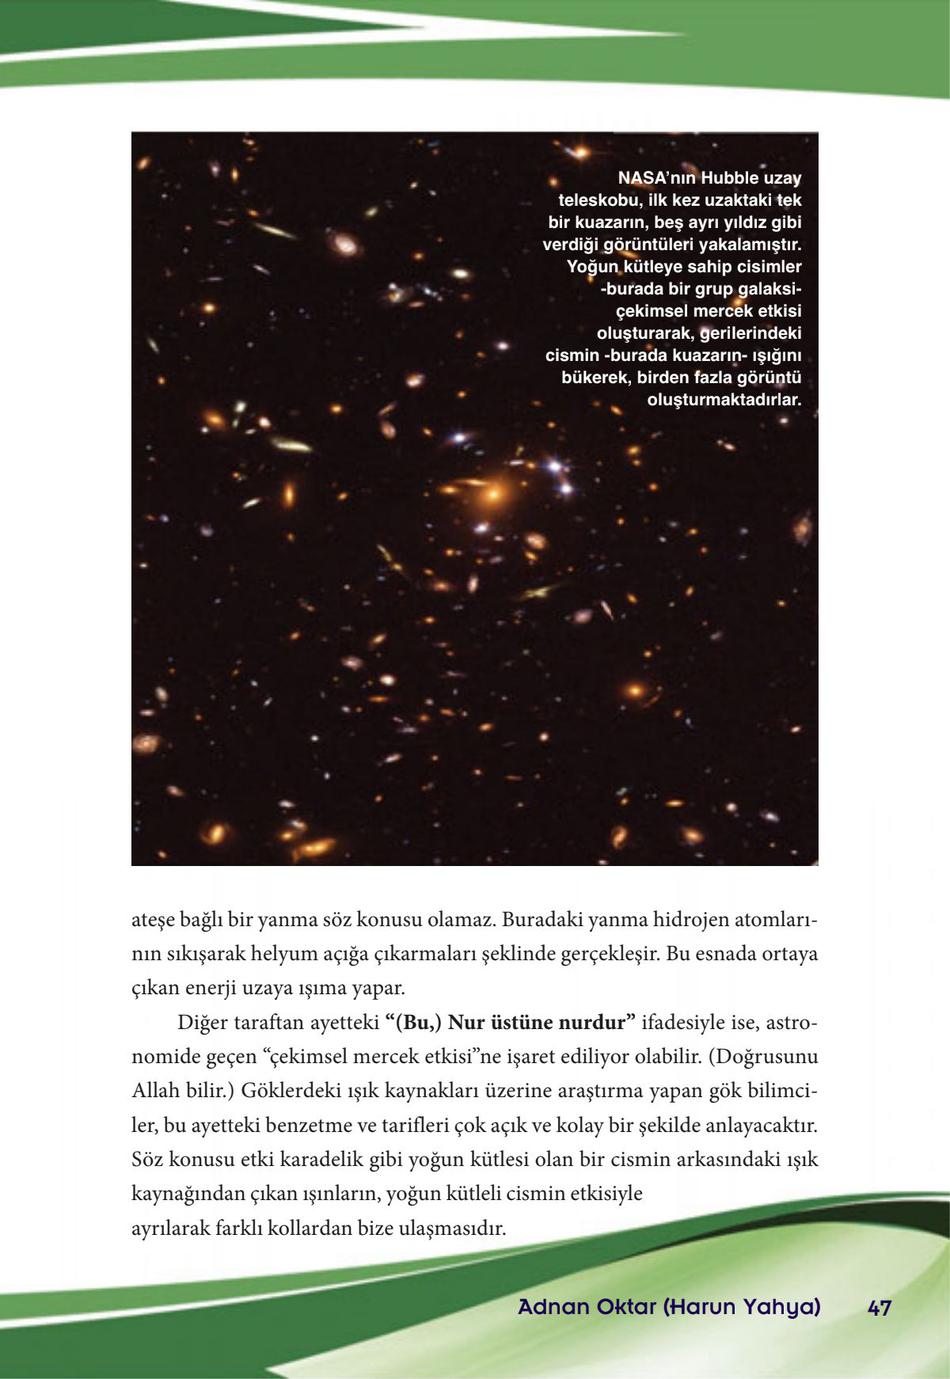 NASA’nın Hubble uzay
teleskobu, ilk kez uzaktaki tek
bir kuazarın, beş ayrı yıldız gibi
verdiği görüntüleri yakalamıştır.
Yoğun kütleye sahip cisimler
-burada bir grup galaksi-
çekimsel mercek etkisi
oluşturarak, gerilerindeki
cismin -burada kuazarın- ışığını
bükerek, birden fazla görüntü
oluşturmaktadırlar.
ateşe bağlı bir yanma söz konusu olamaz. Buradaki yanma hidrojen atomları-
nın sıkışarak helyum açığa çıkarmaları şeklinde gerçekleşir. Bu esnada ortaya
çıkan enerji uzaya ışıma yapar.
Diğer taraftan ayetteki “(Bu,) Nur üstüne nurdur” ifadesiyle ise, astro-
nomide geçen “çekimsel mercek etkisi”ne işaret ediliyor olabilir. (Doğrusunu
Allah bilir.) Göklerdeki ışık kaynakları üzerine araştırma yapan gök bilimci-
ler, bu ayetteki benzetme ve tarifleri çok açık ve kolay bir şekilde anlayacaktır.
Söz konusu etki karadelik gibi yoğun kütlesi olan bir cismin arkasındaki ışık
kaynağından çıkan ışınların, yoğun kütleli cismin etkisiyle
ayrılarak farklı kollardan bize ulaşmasıdır.
Adnan Oktar (Harun Yahya) 47